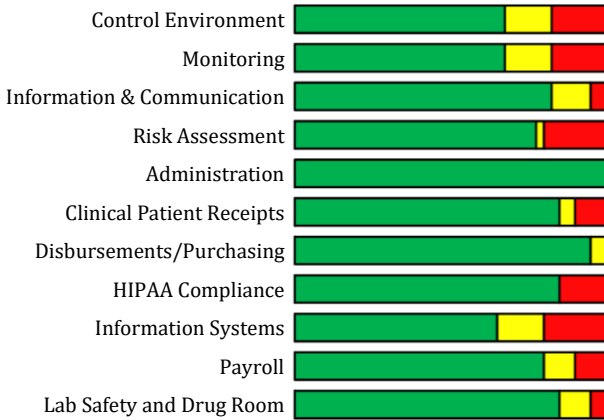 Control Environment
Monitoring
Information & Communication
Risk Assessment
Administration
Clinical Patient Receipts
Disbursements/Purchasing
HIPAA Compliance
Information Systems
Payroll
Lab Safety and Drug Room